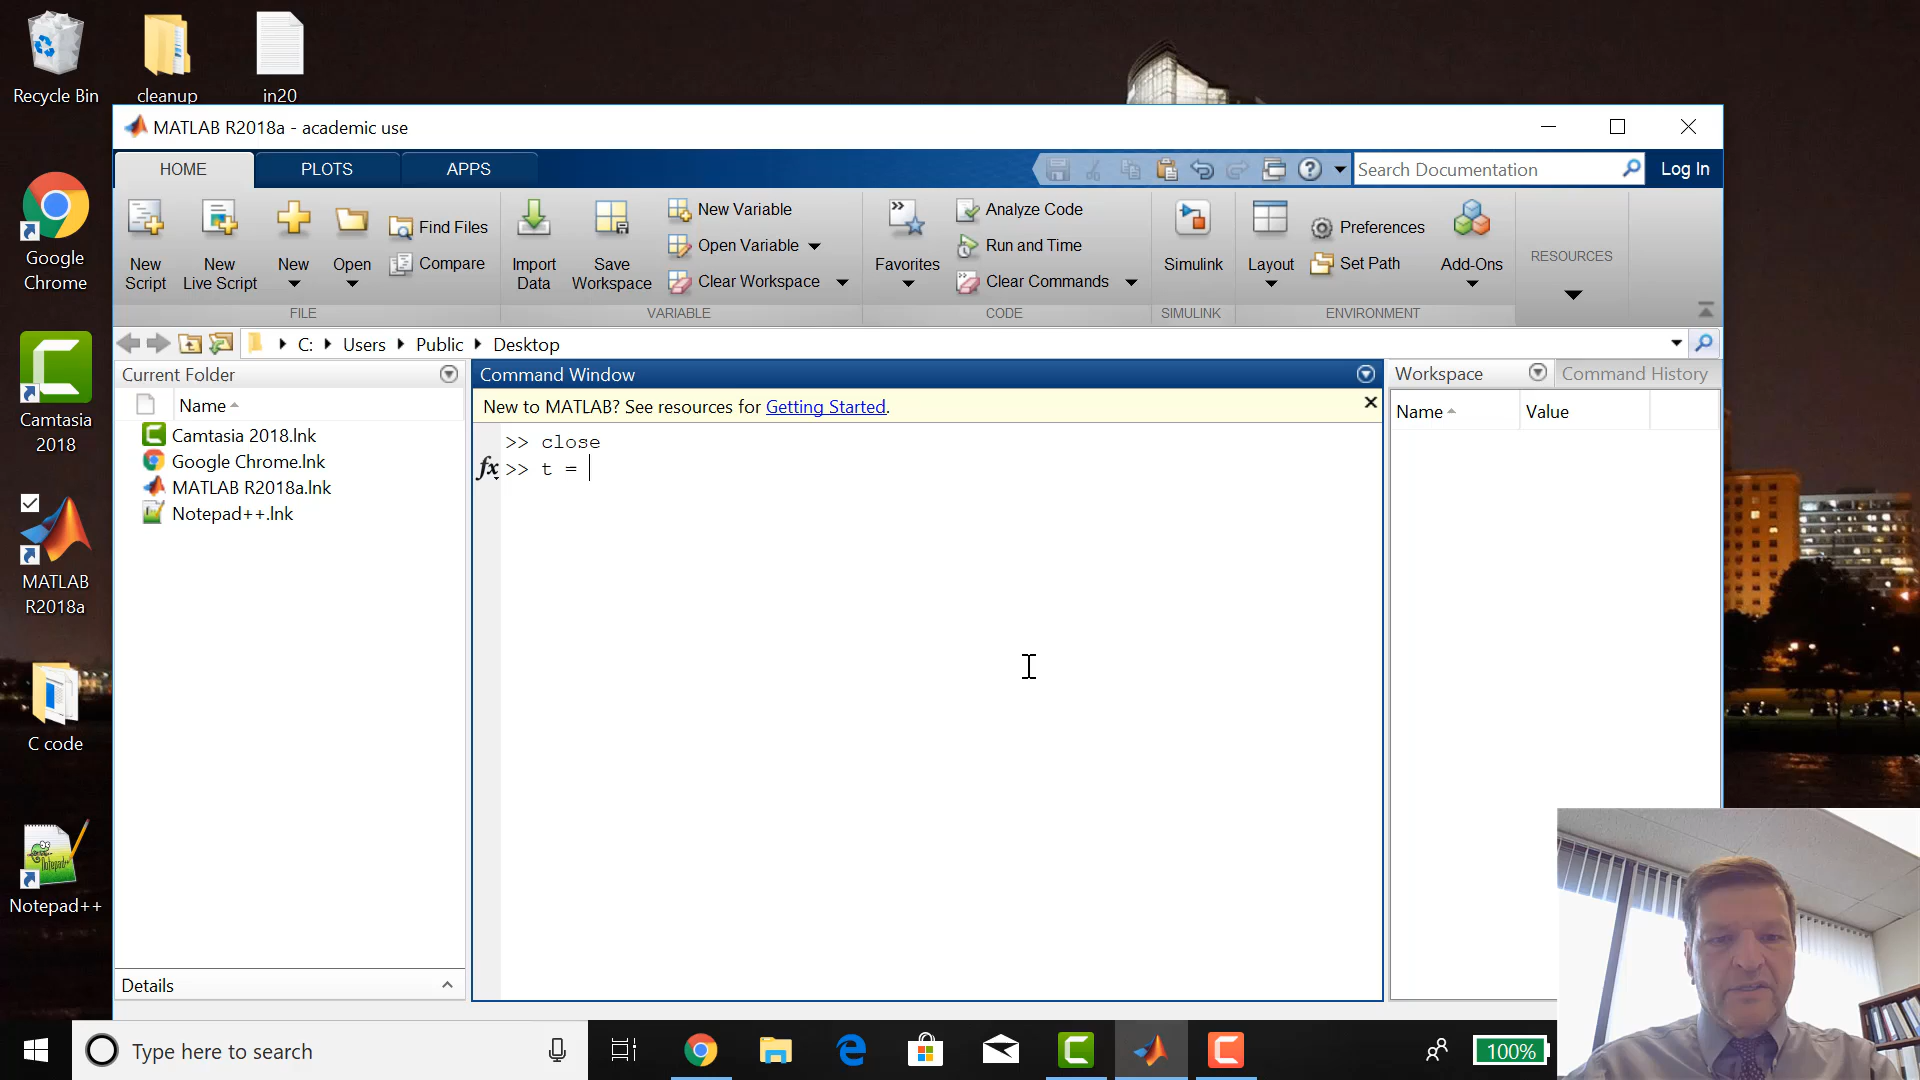 Recycle Bin
cleanup
in20
MATLAB R2018a - academic use
HOME
PLOTS
APPS
Search Documentation
Log In
New Script
New Live Script
New
Open
Find Files
Compare
FILE
Import Data
Save Workspace
New Variable
Open Variable
Clear Workspace
VARIABLE
Favorites
Analyze Code
Run and Time
Clear Commands
CODE
Simulink
SIMULINK
Layout
Preferences
Set Path
Add-Ons
ENVIRONMENT
RESOURCES
C: Users Public Desktop
Current Folder
Name
Camtasia 2018.lnk
Google Chrome.lnk
MATLAB R2018a.lnk
Notepad++.lnk
Details
Command Window
New to MATLAB? See resources for Getting Started.
>> close
fx >> t =
Workspace
Command History
Name
Value
Google
Chrome
Camtasia
2018
MATLAB
R2018a
C code
Notepad++
Type here to search
100%